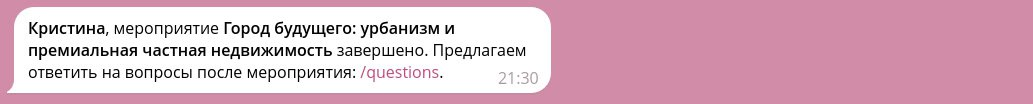 Кристина, мероприятие Город будущего: урбанизм и
премиальная частная недвижимость завершено. Предлагаем
ответить на вопросы после мероприятия: /questions.
21:30